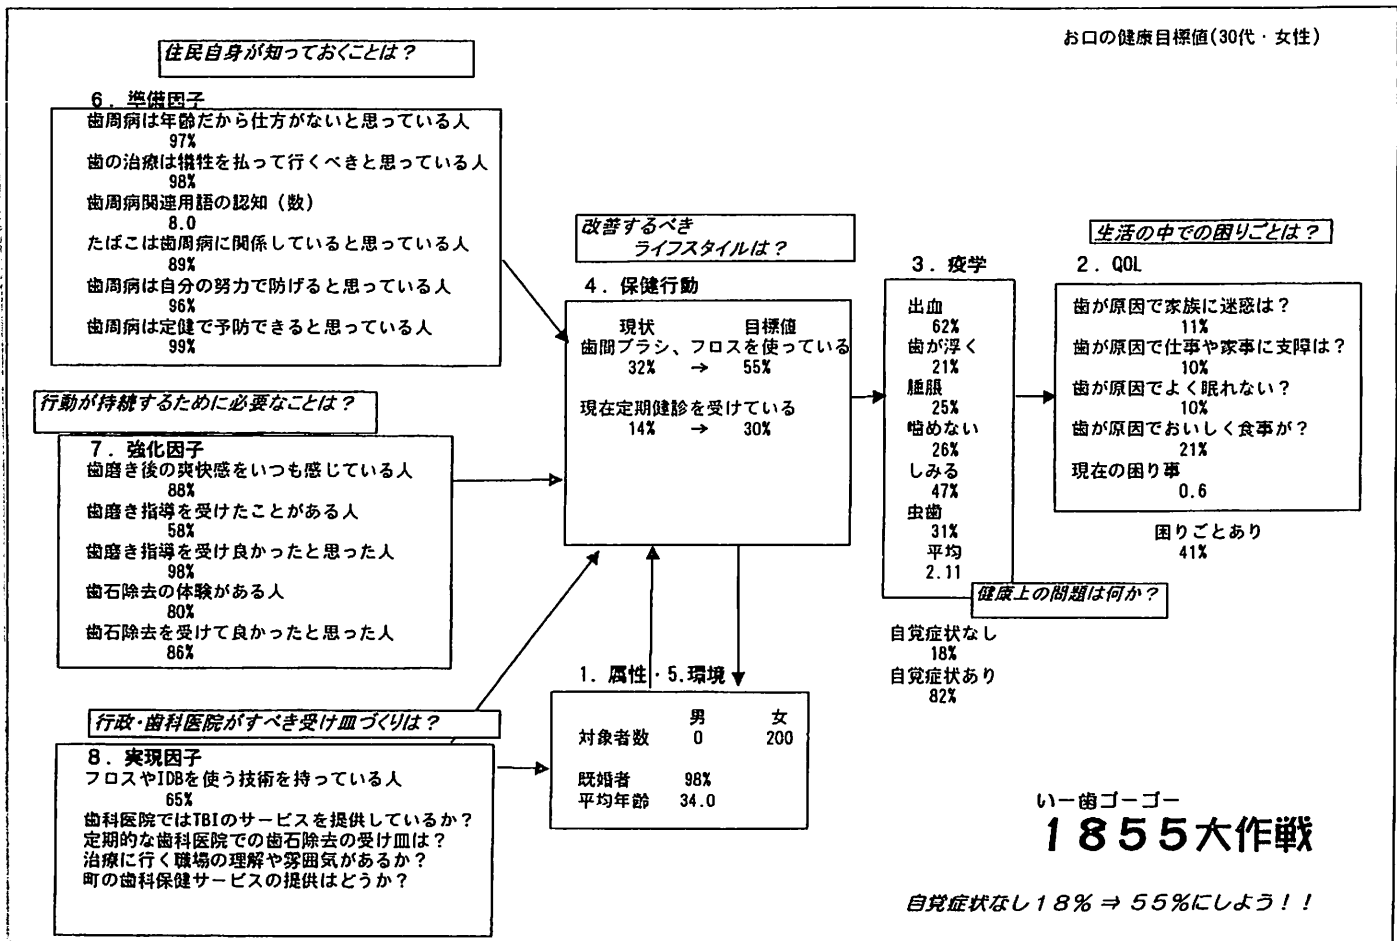 お口の健康目標値(30代・女性)
住民自身が知っておくことは?
6. 準備因子
歯周病は年齢だから仕方がないと思っている人
97%
歯の治療は犠牲を払って行くべきと思っている人
98%
歯周病関連用語の認知(数)
8.0
たばこは歯周病に関係していると思っている人
89%
歯周病は自分の努力で防げると思っている人
96%
歯周病は定健で予防できると思っている人
99%
行動が持続するために必要なことは?
7. 強化因子
歯磨き後の爽快感をいつも感じている人
88%
歯磨き指導を受けたことがある人
58%
歯磨き指導を受け良かったと思った人
98%
歯石除去の体験がある人
80%
歯石除去を受けて良かったと思った人
86%
行政・歯科医院がすべき受け皿づくりは?
8. 実現因子
フロスやIDBを使う技術を持っている人
65%
歯科医院ではTBIのサービスを提供しているか?
定期的な歯科医院での歯石除去の受け皿は?
治療に行く職場の理解や雰囲気があるか?
町の歯科保健サービスの提供はどうか?
改善するべき
ライフスタイルは?
4. 保健行動
現状 目標値
歯間ブラシ、フロスを使っている
32% → 55%
現在定期健診を受けている
14% → 30%
1. 属性・5.環境
男 女
対象者数 0 200
既婚者 98%
平均年齢 34.0
3. 疫学
出血
62%
歯が浮く
21%
腫脹
25%
噛めない
26%
しみる
47%
虫歯
31%
平均
2.11
健康上の問題は何か?
自覚症状なし
18%
自覚症状あり
82%
生活の中での困りごとは?
2. QOL
歯が原因で家族に迷惑は?
11%
歯が原因で仕事や家事に支障は?
10%
歯が原因でよく眠れない?
10%
歯が原因でおいしく食事が?
21%
現在の困り事
0.6
困りごとあり
41%
いー歯ゴーゴー
1855大作戦
自覚症状なし18%⇒55%にしよう!!